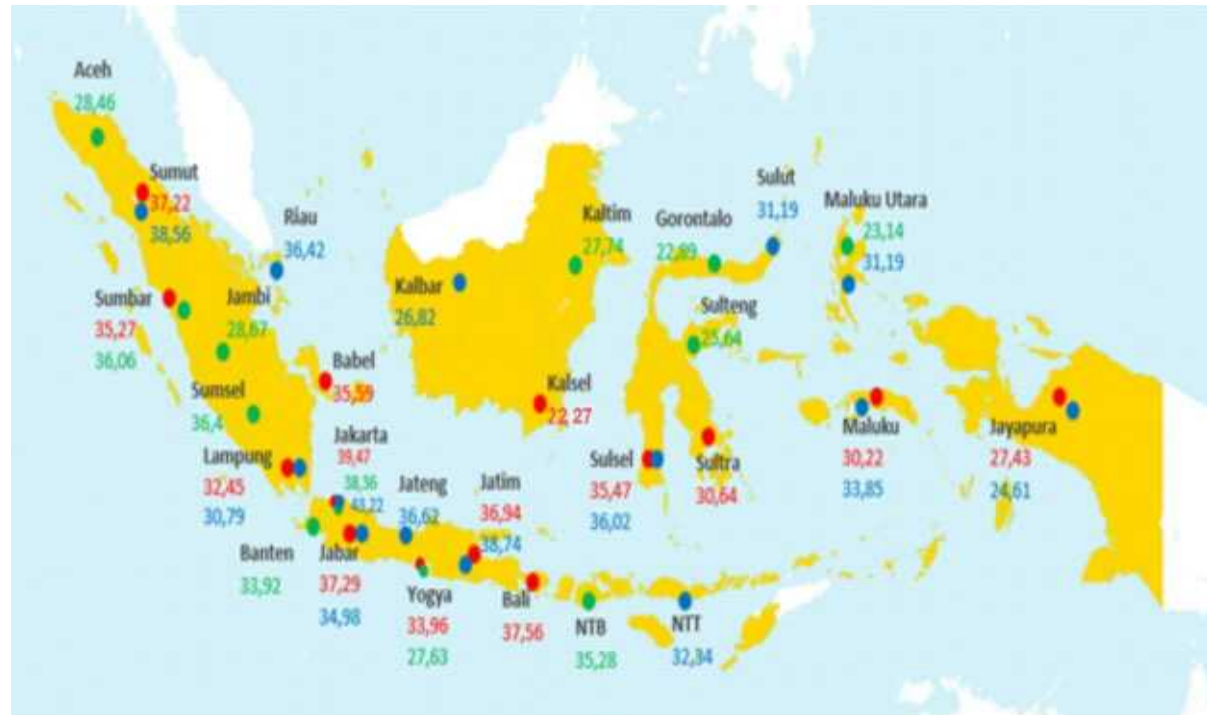 Aceh
28,46
Sumut
37,22
38,56
Riau
36,42
Sumbar
35,27
36,06
Jambi
28,67
Sumsel
36,4
Babel
35,59
Lampung
32,45
30,79
Jakarta
39,47
38,36
43,22
Banten
33,92
Jabar
37,29
34,98
Jateng
36,62
Yogya
33,96
27,63
Jatim
36,94
38,74
Bali
37,56
NTB
35,28
NTT
32,34
Kalbar
26,82
Kaltim
27,74
Kalsel
22,27
Gorontalo
22,89
Sulut
31,19
Sulteng
25,64
Sulsel
35,47
36,02
Sultra
30,64
Maluku Utara
23,14
31,19
Maluku
30,22
33,85
Jayapura
27,43
24,61